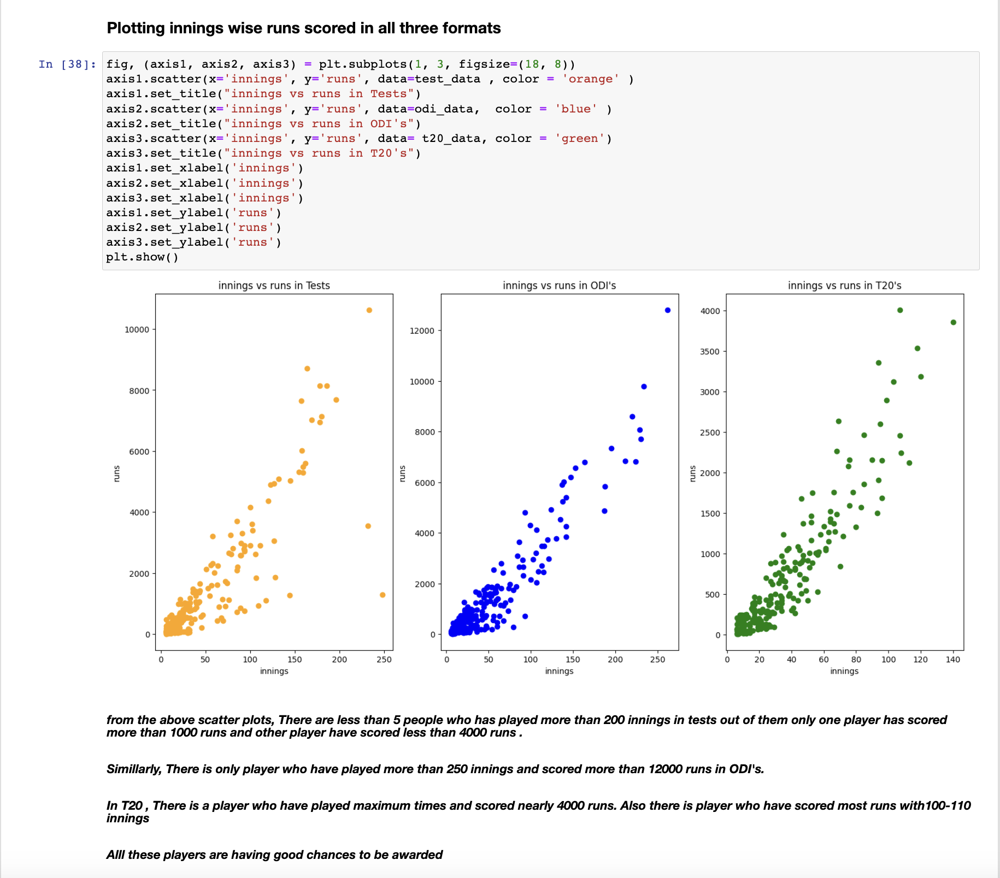 Plotting innings wise runs scored in all three formats
In [38]:
fig, (axis1, axis2, axis3) = plt.subplots(1, 3, figsize=(18, 8))
axis1.scatter(x='innings', y='runs', data=test_data , color = 'orange' )
axis1.set_title("innings vs runs in Tests")
axis2.scatter(x='innings', y='runs', data=odi_data,  color = 'blue' )
axis2.set_title("innings vs runs in ODI's")
axis3.scatter(x='innings', y='runs', data= t20_data, color = 'green')
axis3.set_title("innings vs runs in T20's")
axis1.set_xlabel('innings')
axis2.set_xlabel('innings')
axis3.set_xlabel('innings')
axis1.set_ylabel('runs')
axis2.set_ylabel('runs')
axis3.set_ylabel('runs')
plt.show()
innings vs runs in Tests
10000
8000
6000
4000
2000
0
runs
0 50 100 150 200 250
innings
innings vs runs in ODI's
12000
10000
8000
6000
4000
2000
0
runs
0 50 100 150 200 250
innings
innings vs runs in T20's
4000
3500
3000
2500
2000
1500
1000
500
0
runs
0 20 40 60 80 100 120 140
innings
from the above scatter plots, There are less than 5 people who has played more than 200 innings in tests out of them only one player has scored
more than 1000 runs and other player have scored less than 4000 runs .
Simillarly, There is only player who have played more than 250 innings and scored more than 12000 runs in ODI's.
In T20 , There is a player who have played maximum times and scored nearly 4000 runs. Also there is player who have scored most runs with100-110
innings
Alll these players are having good chances to be awarded